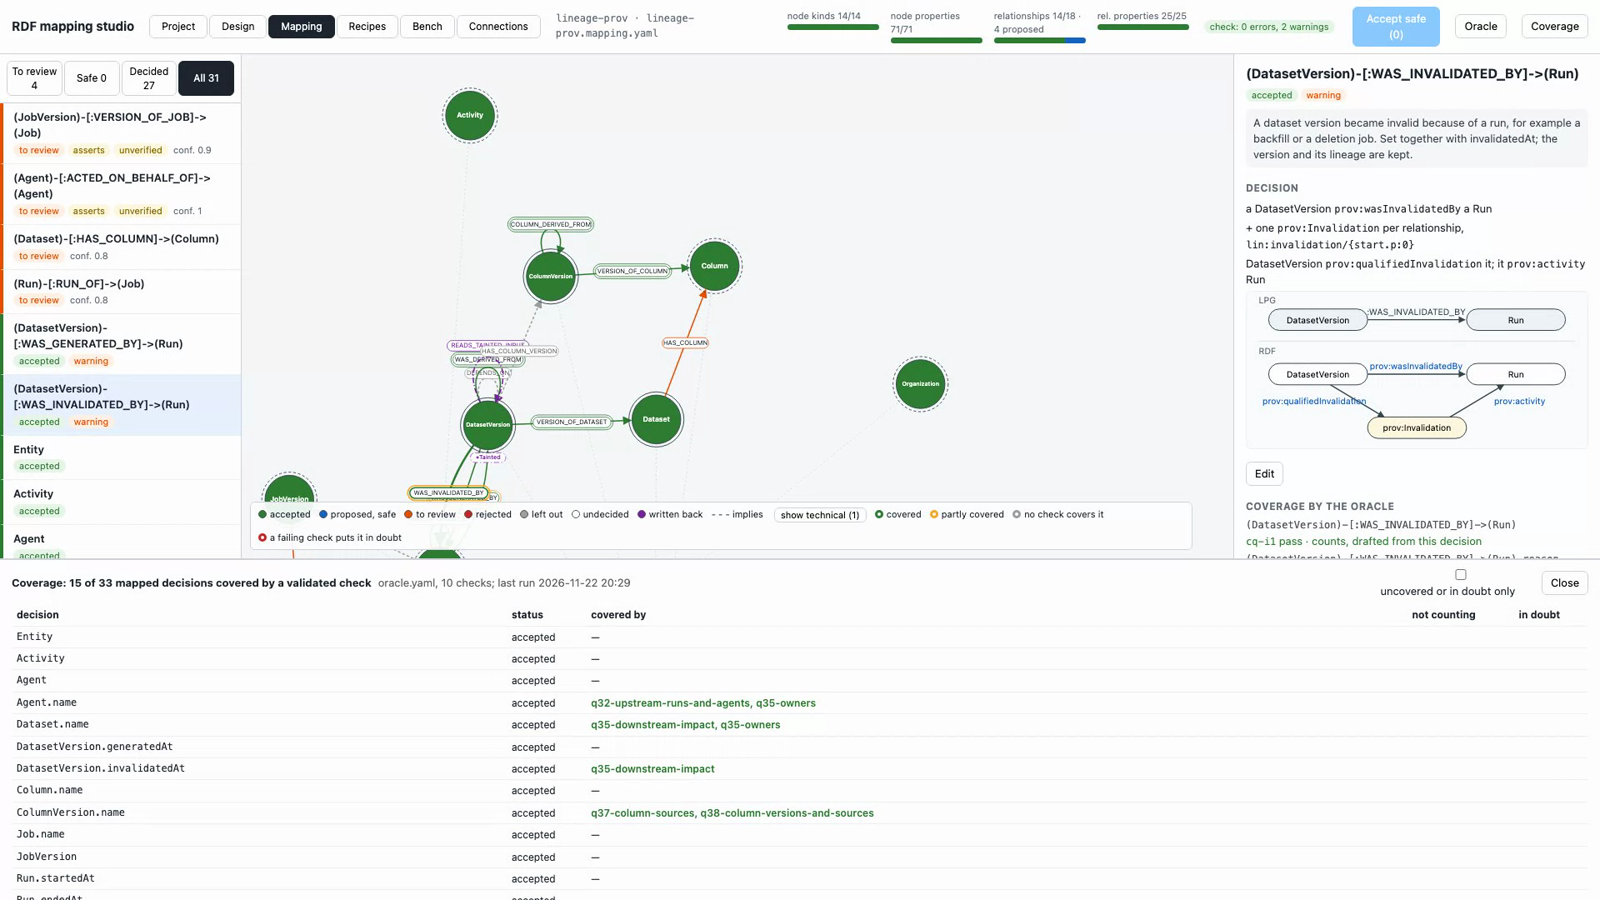 RDF mapping studio
Project
Design
Mapping
Recipes
Bench
Connections
lineage-prov · lineage-
prov.mapping.yaml
node kinds 14/14
node properties
71/71
relationships 14/18 ·
4 proposed
rel. properties 25/25
check: 0 errors, 2 warnings
Accept safe
(0)
Oracle
Coverage
To review
4
Safe 0
Decided
27
All 31
(JobVersion)-[:VERSION_OF_JOB]->
(Job)
to review asserts unverified conf. 0.9
(Agent)-[:ACTED_ON_BEHALF_OF]->
(Agent)
to review asserts unverified conf. 1
(Dataset)-[:HAS_COLUMN]->(Column)
to review conf. 0.8
(Run)-[:RUN_OF]->(Job)
to review conf. 0.8
(DatasetVersion)-
[:WAS_GENERATED_BY]->(Run)
accepted warning
(DatasetVersion)-
[:WAS_INVALIDATED_BY]->(Run)
accepted warning
Entity
accepted
Activity
accepted
Agent
accepted
Activity
COLUMN_DERIVED_FROM
ColumnVersion
VERSION_OF_COLUMN
Column
READS_TAINTED_INPUT
HAS_COLUMN_VERSION
WAS_DERIVED_FROM
DEPENDS_ON
HAS_COLUMN
Organization
DatasetVersion
VERSION_OF_DATASET
Dataset
+Tainted
WAS_INVALIDATED_BY
JobVersion
accepted
proposed, safe
to review
rejected
left out
undecided
written back
implies
show technical (1)
covered
partly covered
no check covers it
a failing check puts it in doubt
(DatasetVersion)-[:WAS_INVALIDATED_BY]->(Run)
accepted warning
A dataset version became invalid because of a run, for example a
backfill or a deletion job. Set together with invalidatedAt; the
version and its lineage are kept.
DECISION
a DatasetVersion prov:wasInvalidatedBy a Run
+ one prov:Invalidation per relationship,
lin:invalidation/{start.p:0}
DatasetVersion prov:qualifiedInvalidation it; it prov:activity
Run
LPG
DatasetVersion
:WAS_INVALIDATED_BY
Run
RDF
DatasetVersion
prov:wasInvalidatedBy
Run
prov:qualifiedInvalidation
prov:activity
prov:Invalidation
Edit
COVERAGE BY THE ORACLE
(DatasetVersion)-[:WAS_INVALIDATED_BY]->(Run)
cq-i1 pass · counts, drafted from this decision
(DatasetVersion)-[:WAS_INVALIDATED_BY]->(Run).reason
Coverage: 15 of 33 mapped decisions covered by a validated check oracle.yaml, 10 checks; last run 2026-11-22 20:29
uncovered or in doubt only
Close
decision status covered by not counting in doubt
Entity accepted —
Activity accepted —
Agent accepted —
Agent.name accepted q32-upstream-runs-and-agents, q35-owners
Dataset.name accepted q35-downstream-impact, q35-owners
DatasetVersion.generatedAt accepted —
DatasetVersion.invalidatedAt accepted q35-downstream-impact
Column.name accepted —
ColumnVersion.name accepted q37-column-sources, q38-column-versions-and-sources
Job.name accepted —
JobVersion accepted —
Run.startedAt accepted —
Run.endedAt